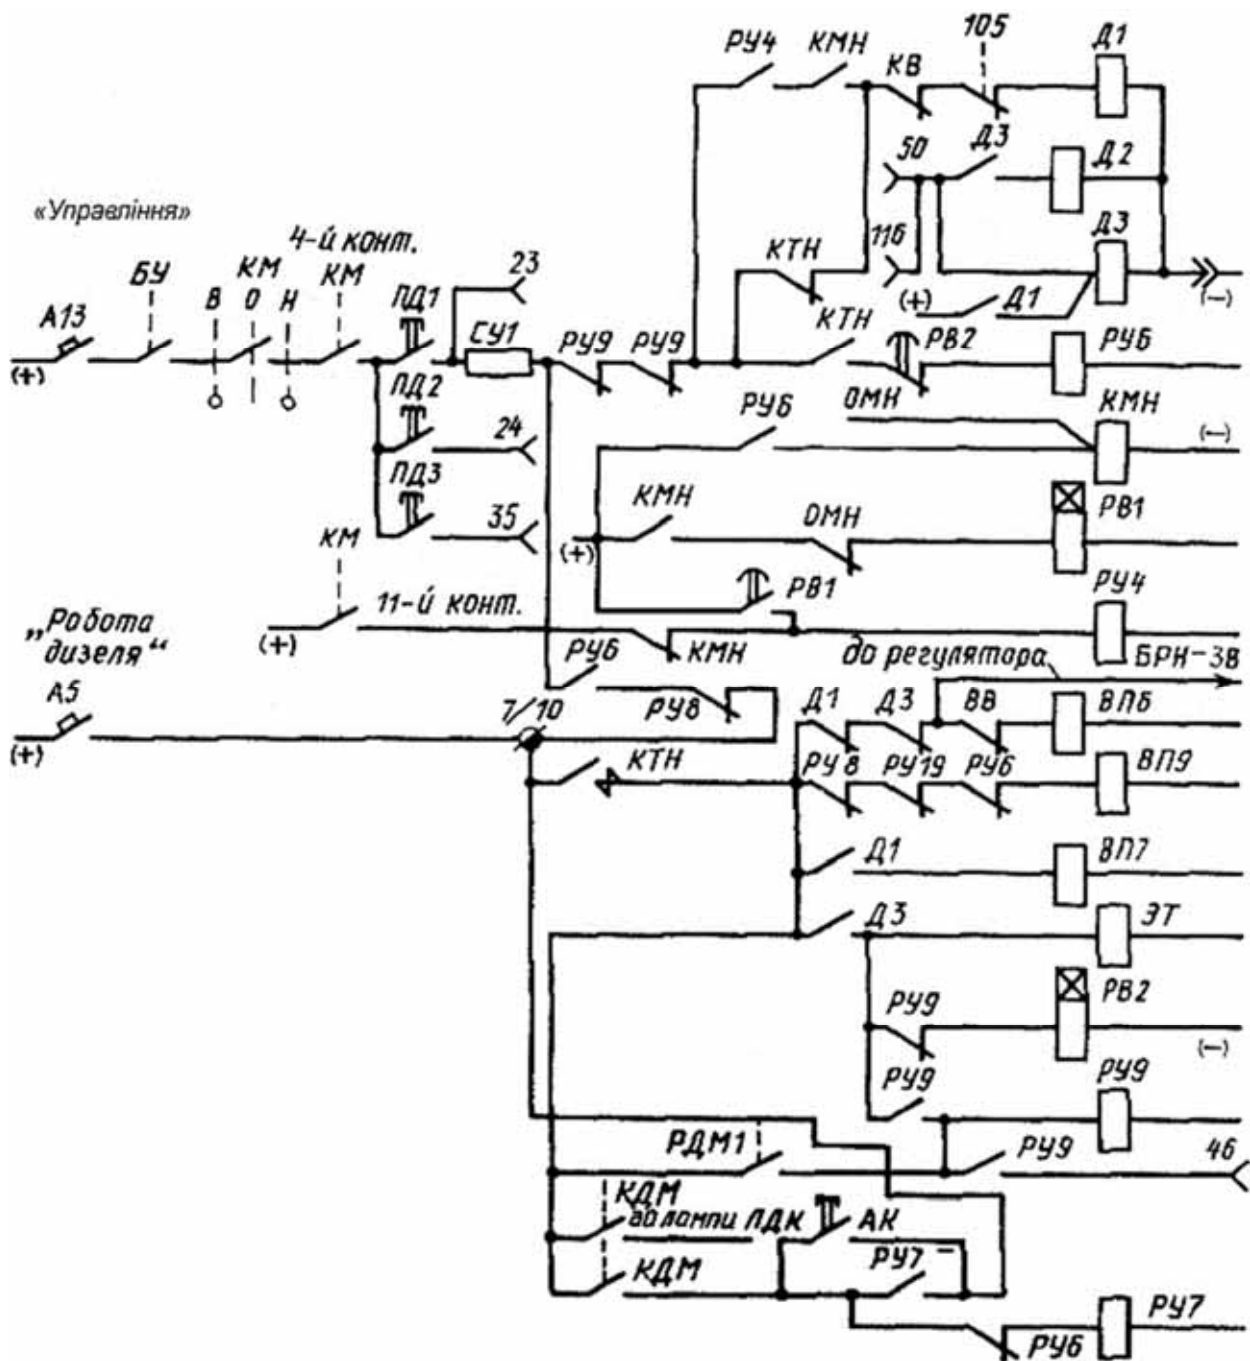 105
РУ4 КМН КВ Д1
50 Д3 Д2
«Управління»
4-й конт.
БУ КМ КМ
В О Н
ПД1 23
КТН 116 Д3
(+) Д1 (-)
А13 СУ1 РУ9 РУ9 КТН РВ2 РУ6
(+)
ПД2 24
РУ6 ОМН КМН
(-)
ПД3 35
КМН ОМН РВ1
(+)
КМ
11-й конт. РВ1 РУ4
„Робота
дизеля“
(+) КМН
до регулятора БРН-3В
РУ6 РУ8
А5 7/10 Д1 Д3 ВВ ВП6
(+)
КТН РУ8 РУ19 РУ6 ВП9
Д1 ВП7
Д3 ЭТ
РУ9 РВ2
(-)
РУ9 РУ9
РДМ1 РУ9 46
КДМ
до лампи ПДК АК
КДМ РУ7
РУ6 РУ7